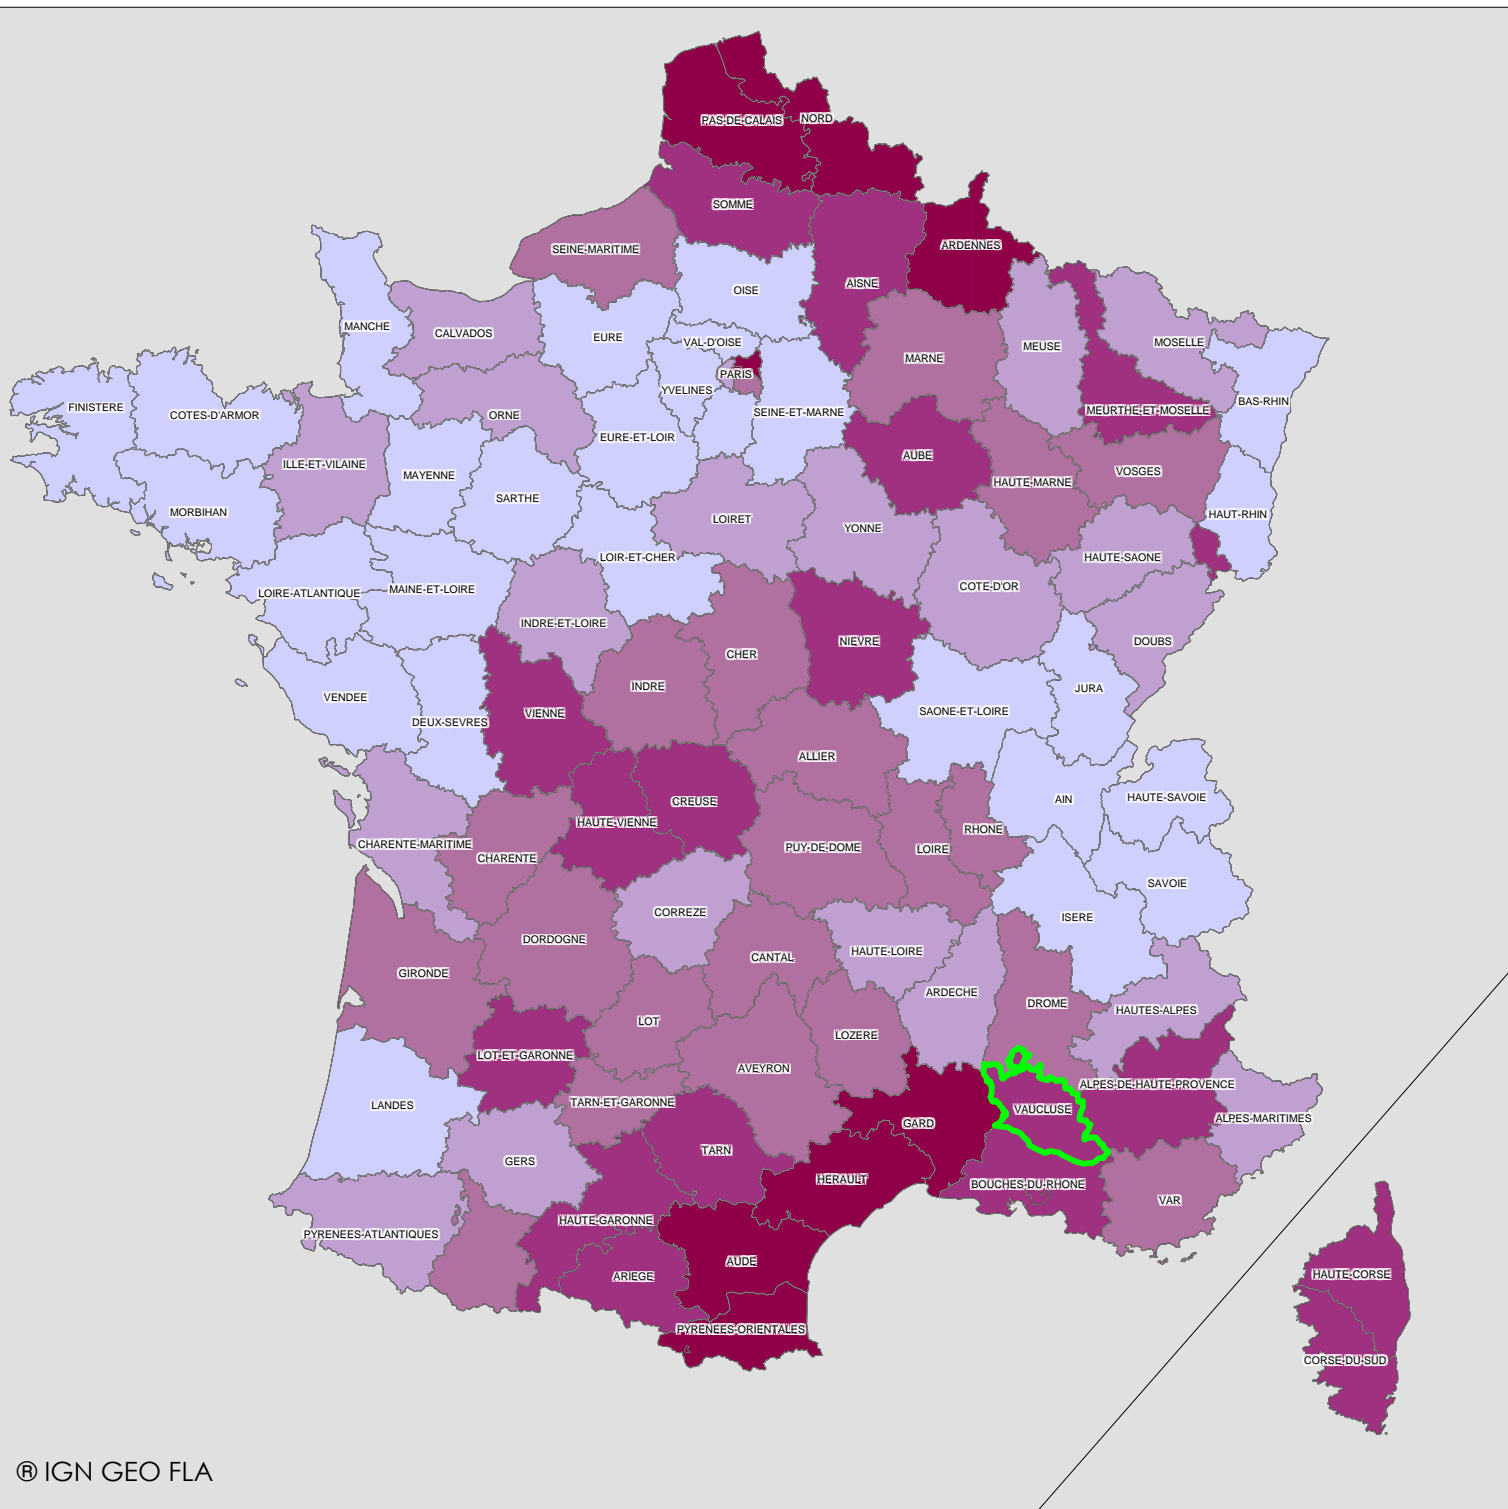 PAS-DE-CALAIS
NORD
SOMME
ARDENNES
SEINE-MARITIME
AISNE
OISE
MANCHE
CALVADOS
EURE
VAL-D'OISE
MEUSE
MOSELLE
MARNE
PARIS
YVELINES
BAS-RHIN
FINISTERE
COTES-D'ARMOR
ORNE
SEINE-ET-MARNE
MEURTHE-ET-MOSELLE
EURE-ET-LOIR
AUBE
ILLE-ET-VILAINE
MAYENNE
VOSGES
HAUTE-MARNE
SARTHE
MORBIHAN
LOIRET
HAUT-RHIN
YONNE
LOIR-ET-CHER
HAUTE-SAONE
COTE-D'OR
MAINE-ET-LOIRE
LOIRE-ATLANTIQUE
INDRE-ET-LOIRE
NIEVRE
DOUBS
CHER
INDRE
JURA
VENDEE
SAONE-ET-LOIRE
VIENNE
DEUX-SEVRES
ALLIER
HAUTE-SAVOIE
AIN
CREUSE
HAUTE-VIENNE
RHONE
CHARENTE-MARITIME
PUY-DE-DOME
LOIRE
CHARENTE
SAVOIE
CORREZE
ISERE
DORDOGNE
HAUTE-LOIRE
CANTAL
GIRONDE
ARDECHE
DROME
HAUTES-ALPES
LOT
LOZERE
LOT-ET-GARONNE
AVEYRON
ALPES-DE-HAUTE-PROVENCE
TARN-ET-GARONNE
LANDES
VAUCLUSE
ALPES-MARITIMES
GARD
TARN
GERS
HERAULT
BOUCHES-DU-RHONE
VAR
HAUTE-GARONNE
PYRENEES-ATLANTIQUES
AUDE
HAUTE-CORSE
ARIEGE
PYRENEES-ORIENTALES
CORSE-DU-SUD
® IGN GEO FLA